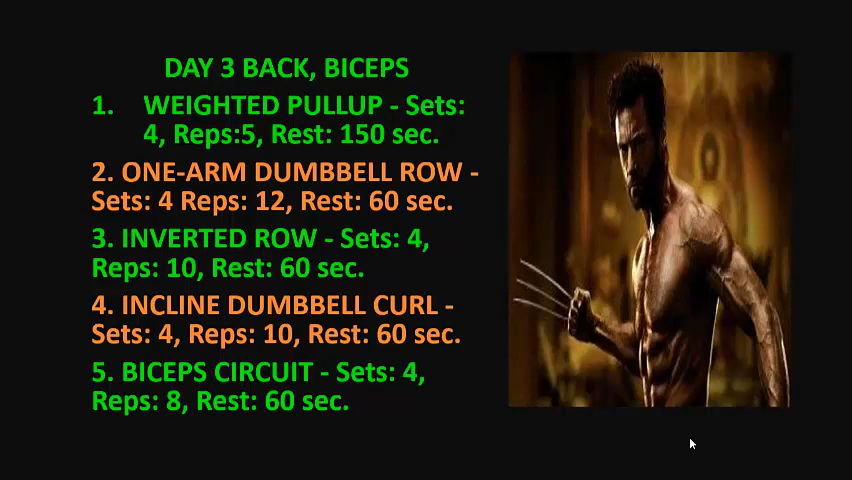 DAY 3 BACK, BICEPS
1. WEIGHTED PULLUP - Sets:
4, Reps:5, Rest: 150 sec.
2. ONE-ARM DUMBBELL ROW -
Sets: 4 Reps: 12, Rest: 60 sec.
3. INVERTED ROW - Sets: 4,
Reps: 10, Rest: 60 sec.
4. INCLINE DUMBBELL CURL -
Sets: 4, Reps: 10, Rest: 60 sec.
5. BICEPS CIRCUIT - Sets: 4,
Reps: 8, Rest: 60 sec.